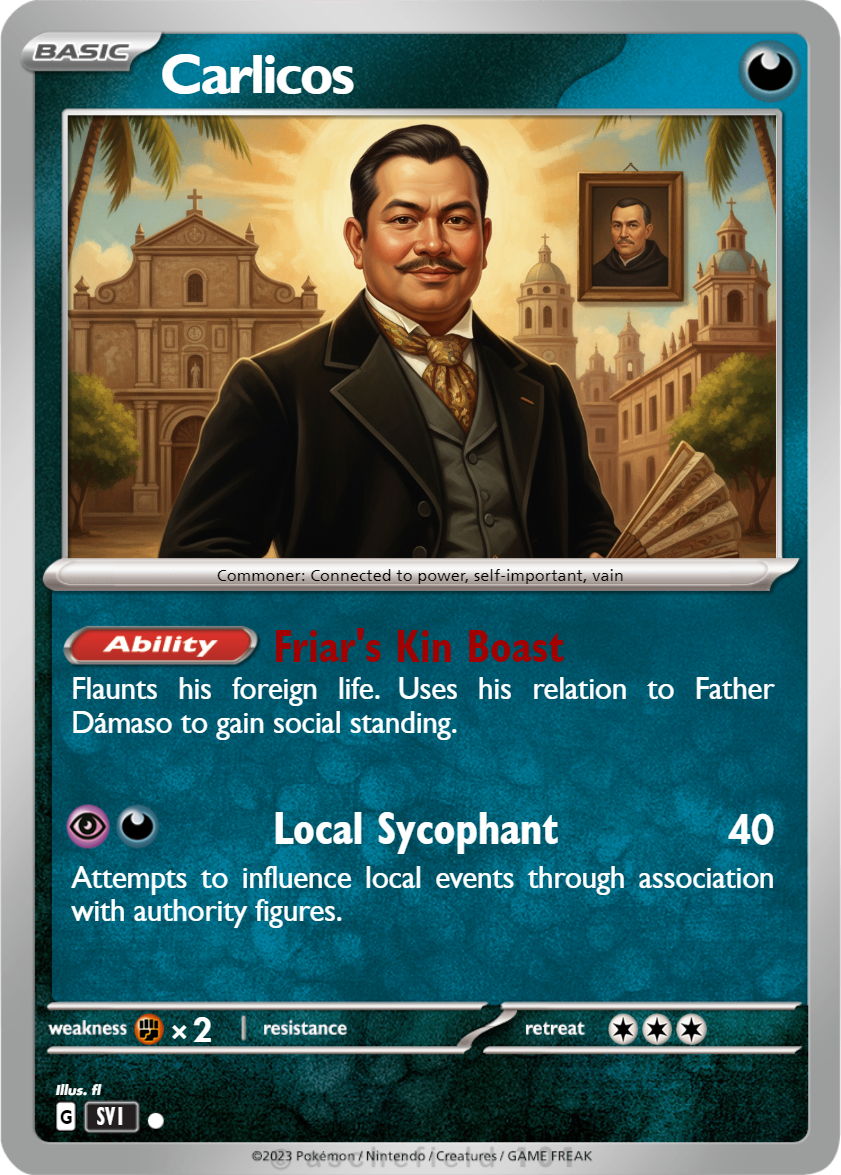 BASIC
Carlicos
Commoner: Connected to power, self-important, vain
Ability Friar's Kin Boast
Flaunts his foreign life. Uses his relation to Father
Dámaso to gain social standing.
Local Sycophant 40
Attempts to influence local events through association
with authority figures.
weakness ×2 | resistance retreat
Illus. fl
G SVI
©2023 Pokémon / Nintendo / Creatures / GAME FREAK